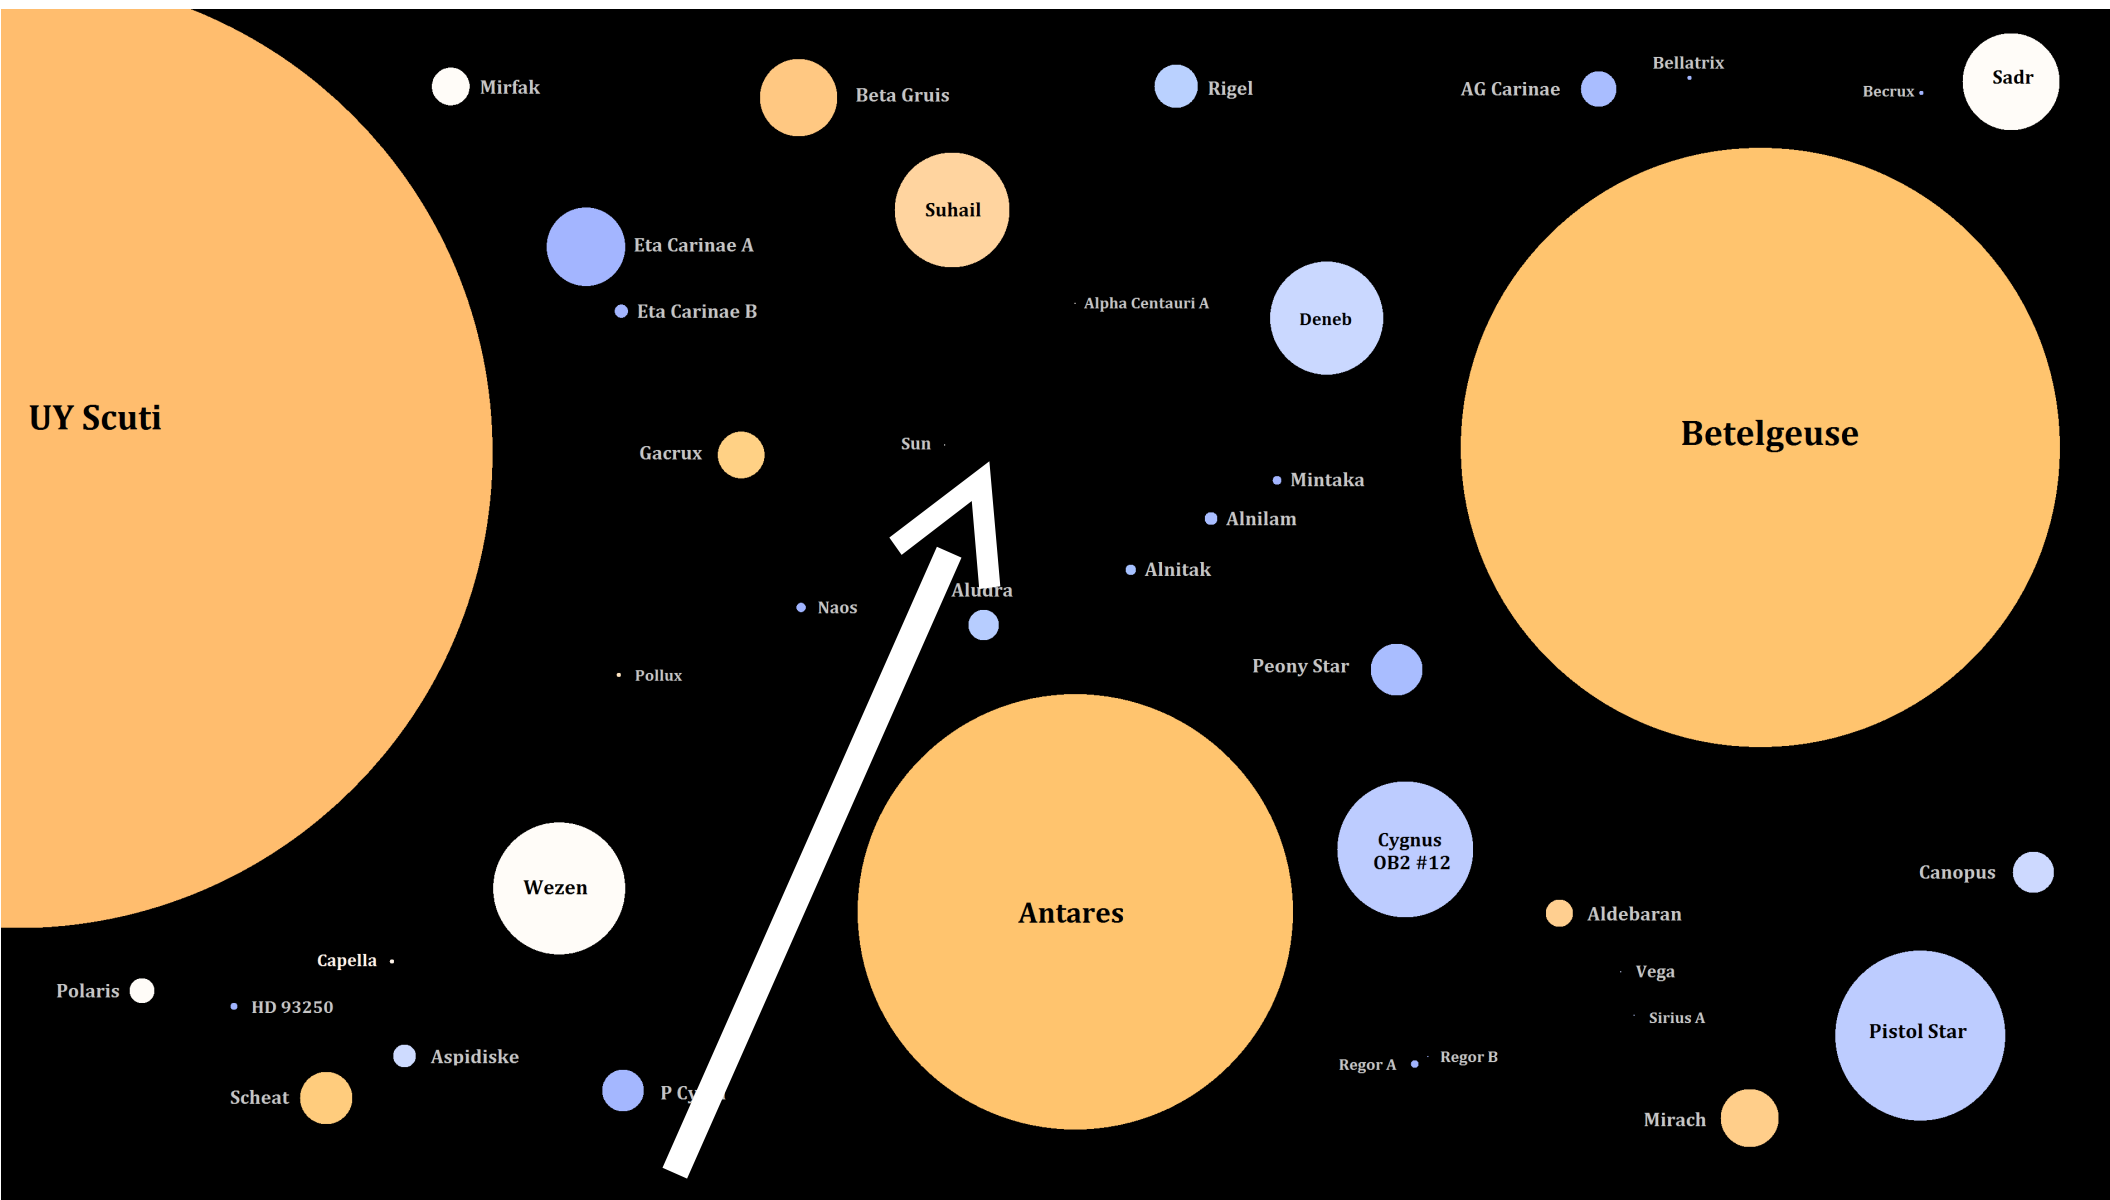 Mirfak
Beta Gruis
Rigel
AG Carinae
Bellatrix
Becrux
Sadr
Suhail
Eta Carinae A
Eta Carinae B
Alpha Centauri A
Deneb
UY Scuti
Gacrux
Sun
Betelgeuse
Mintaka
Alnilam
Alnitak
Aludra
Naos
Pollux
Peony Star
Cygnus
OB2 #12
Wezen
Antares
Canopus
Aldebaran
Capella
Polaris
HD 93250
Vega
Sirius A
Pistol Star
Aspidiske
Regor A
Regor B
Scheat
P
Mirach